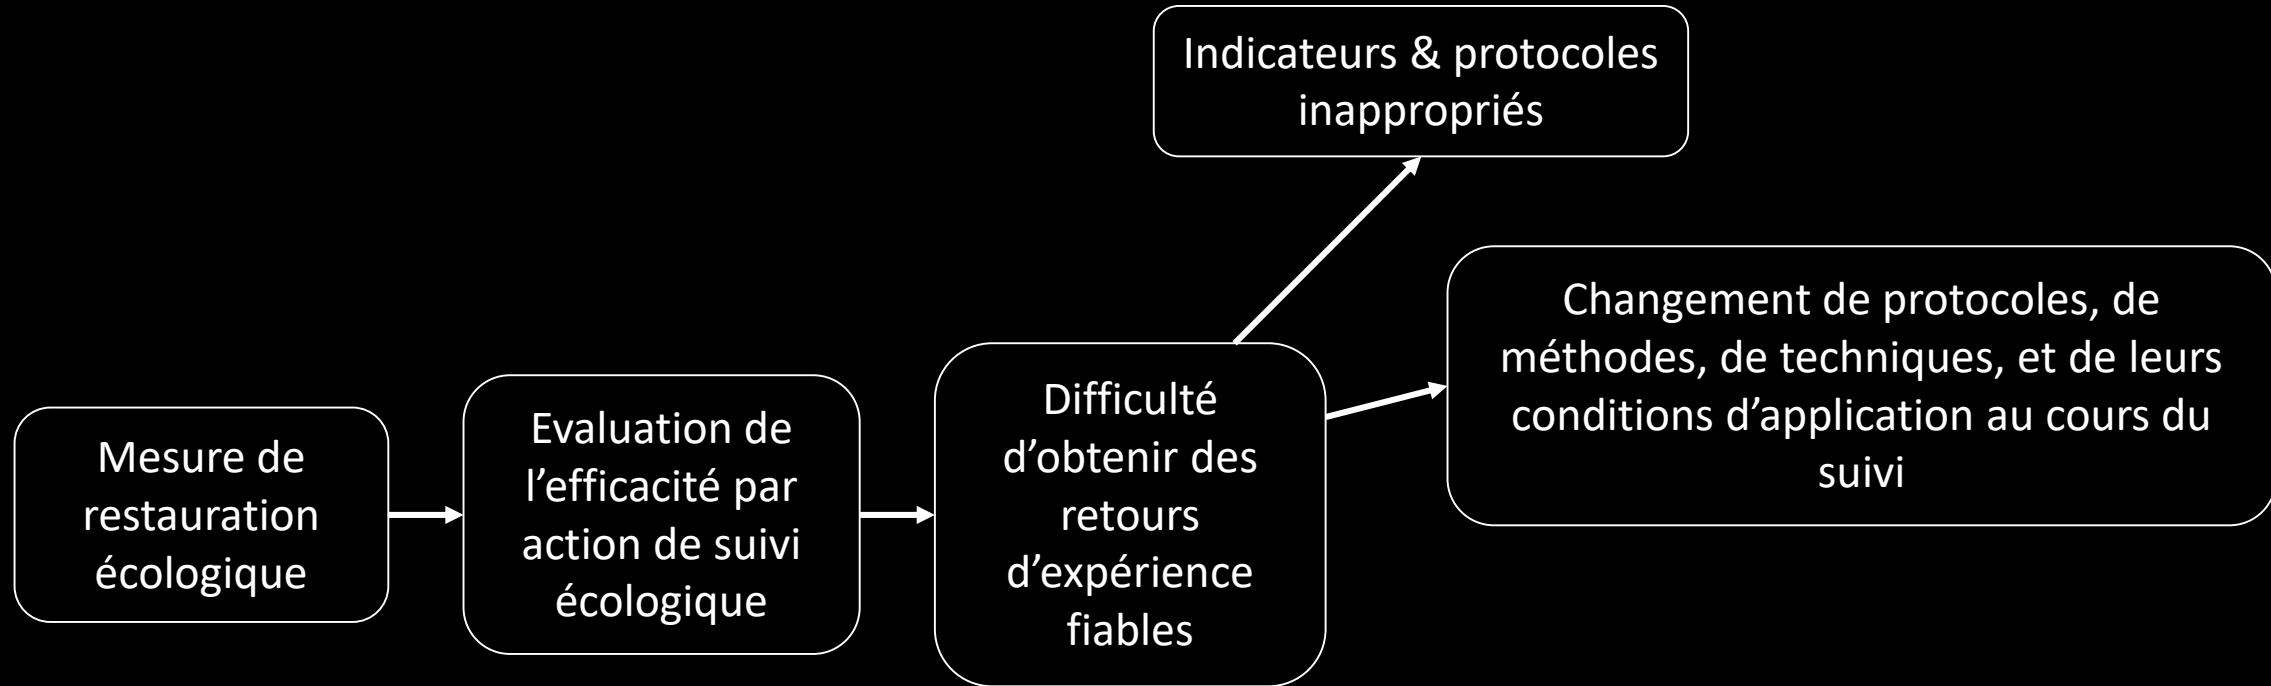 Indicateurs & protocoles
inappropriés
Changement de protocoles, de
méthodes, de techniques, et de leurs
conditions d’application au cours du
suivi
Mesure de
restauration
écologique
Evaluation de
l’efficacité par
action de suivi
écologique
Difficulté
d’obtenir des
retours
d’expérience
fiables